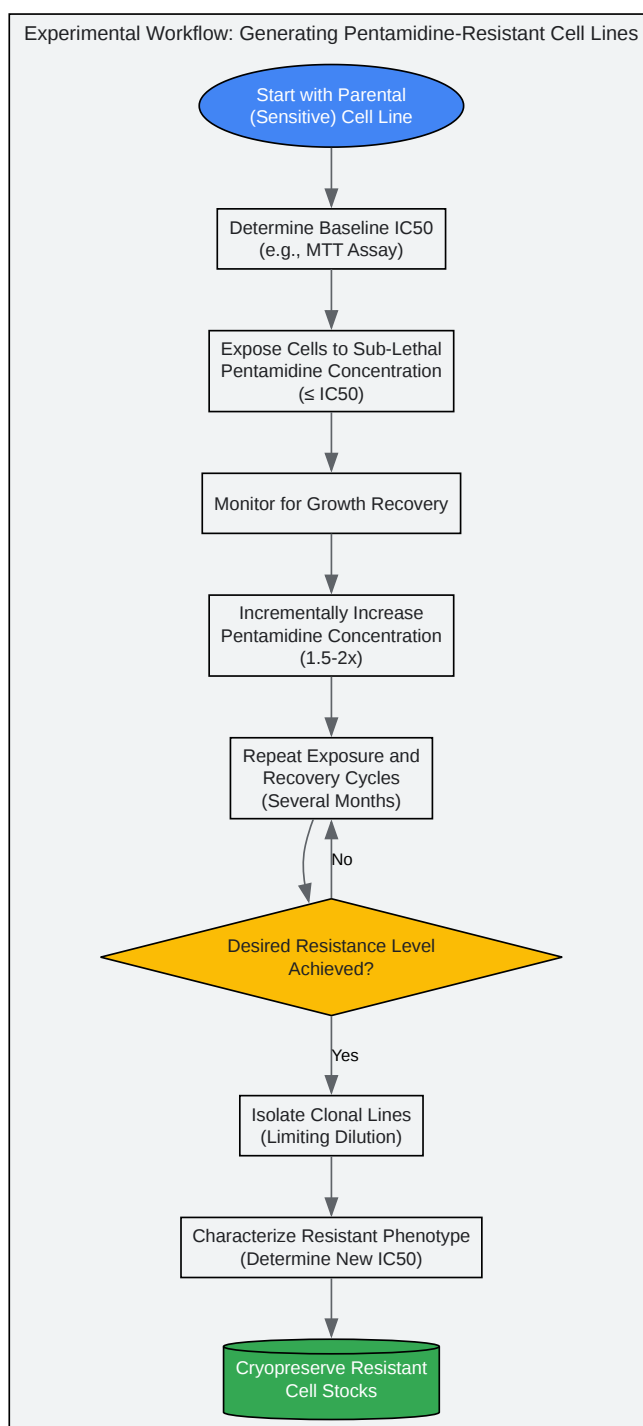 Experimental Workflow: Generating Pentamidine-Resistant Cell Lines
Start with Parental
(Sensitive) Cell Line
Determine Baseline IC50
(e.g., MTT Assay)
Expose Cells to Sub-Lethal
Pentamidine Concentration
(≤ IC50)
Monitor for Growth Recovery
Incrementally Increase
Pentamidine Concentration
(1.5-2x)
Repeat Exposure and
Recovery Cycles
(Several Months)
No
Desired Resistance Level
Achieved?
Yes
Isolate Clonal Lines
(Limiting Dilution)
Characterize Resistant Phenotype
(Determine New IC50)
Cryopreserve Resistant
Cell Stocks